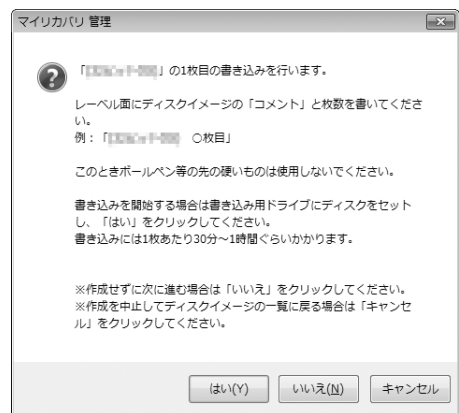 マイリカバリ 管理
「」の1枚目の書き込みを行います。
レーベル面にディスクイメージの「コメント」と枚数を書いてくださ
い。
例:「 ○枚目」
このときボールペン等の先の硬いものは使用しないでください。
書き込みを開始する場合は書き込み用ドライブにディスクをセット
し、「はい」をクリックしてください。
書き込みには1枚あたり30分~1時間ぐらいかかります。
※作成せずに次に進む場合は「いいえ」をクリックしてください。
※作成を中止してディスクイメージの一覧に戻る場合は「キャンセ
ル」をクリックしてください。
はい(Y) いいえ(N) キャンセル